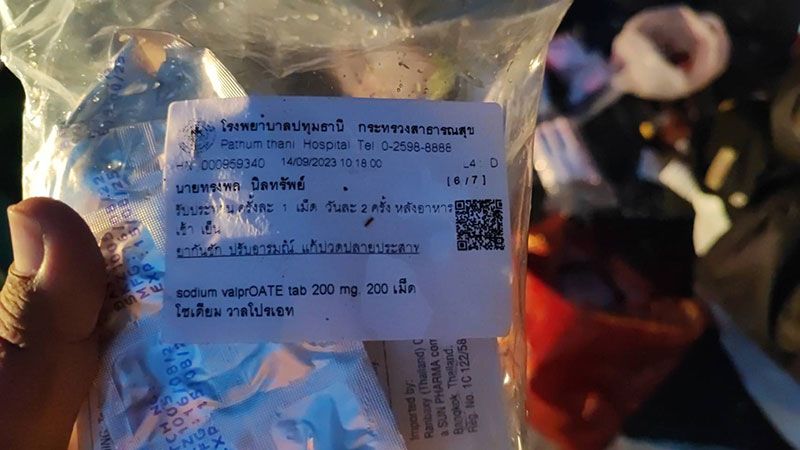 โรงพยาบาลปทุมธานี กระทรวงสาธารณสุข
Pathum thani Hospital Tel 0-2598-8888
HN 000959340 14/09/2023 10:18:00
นายทรงพล นิลทรัพย์ [6/7]
รับประทานครั้งละ 1 เม็ด วันละ 2 ครั้ง หลังอาหาร
เช้า เย็น
ยากันชัก ปรับอารมณ์ แก้ปวดปลายประสาท
sodium valprOATE tab 200 mg. 200 เม็ด
โซเดียม วาลโปรเอท
Imported by:
Ranbaxy (Thailand)
a SUN PHARMA com
Bangkok, Thailand.
Reg. No. 1C 122/58